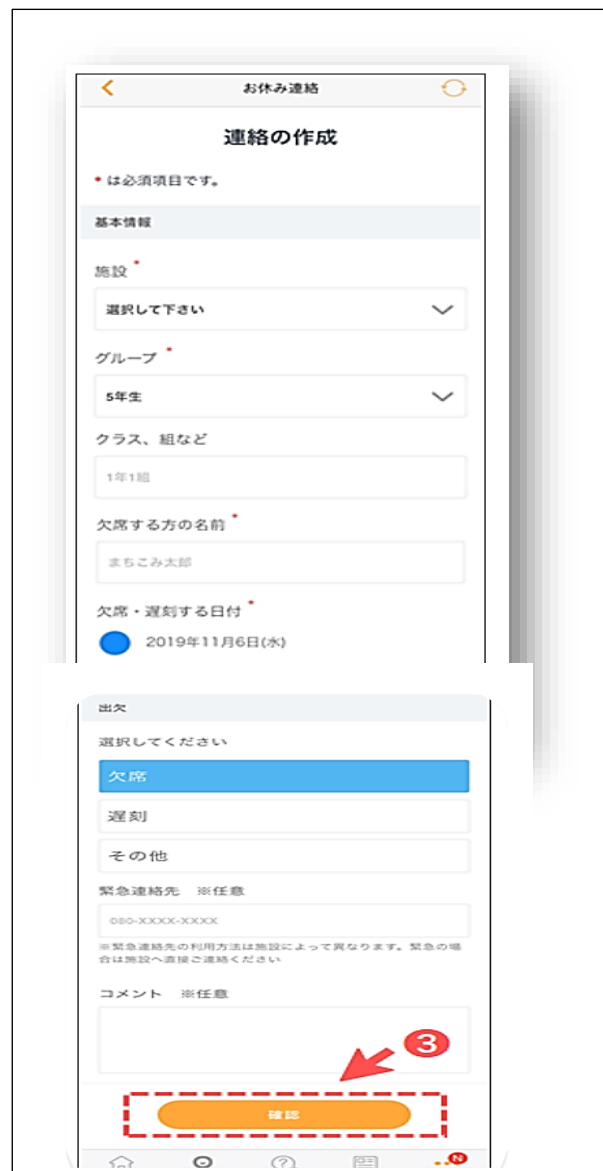 お休み連絡
連絡の作成
* は必須項目です。
基本情報
施設 *
選択して下さい
グループ *
5年生
クラス、組など
1年1組
欠席する方の名前 *
まちこみ太郎
欠席・遅刻する日付 *
2019年11月6日(水)
出欠
選択してください
欠席
遅刻
その他
緊急連絡先 ※任意
080-XXXX-XXXX
※緊急連絡先の利用方法は施設によって異なります。緊急の場
合は施設へ直接ご連絡ください
コメント ※任意
3
確認
N